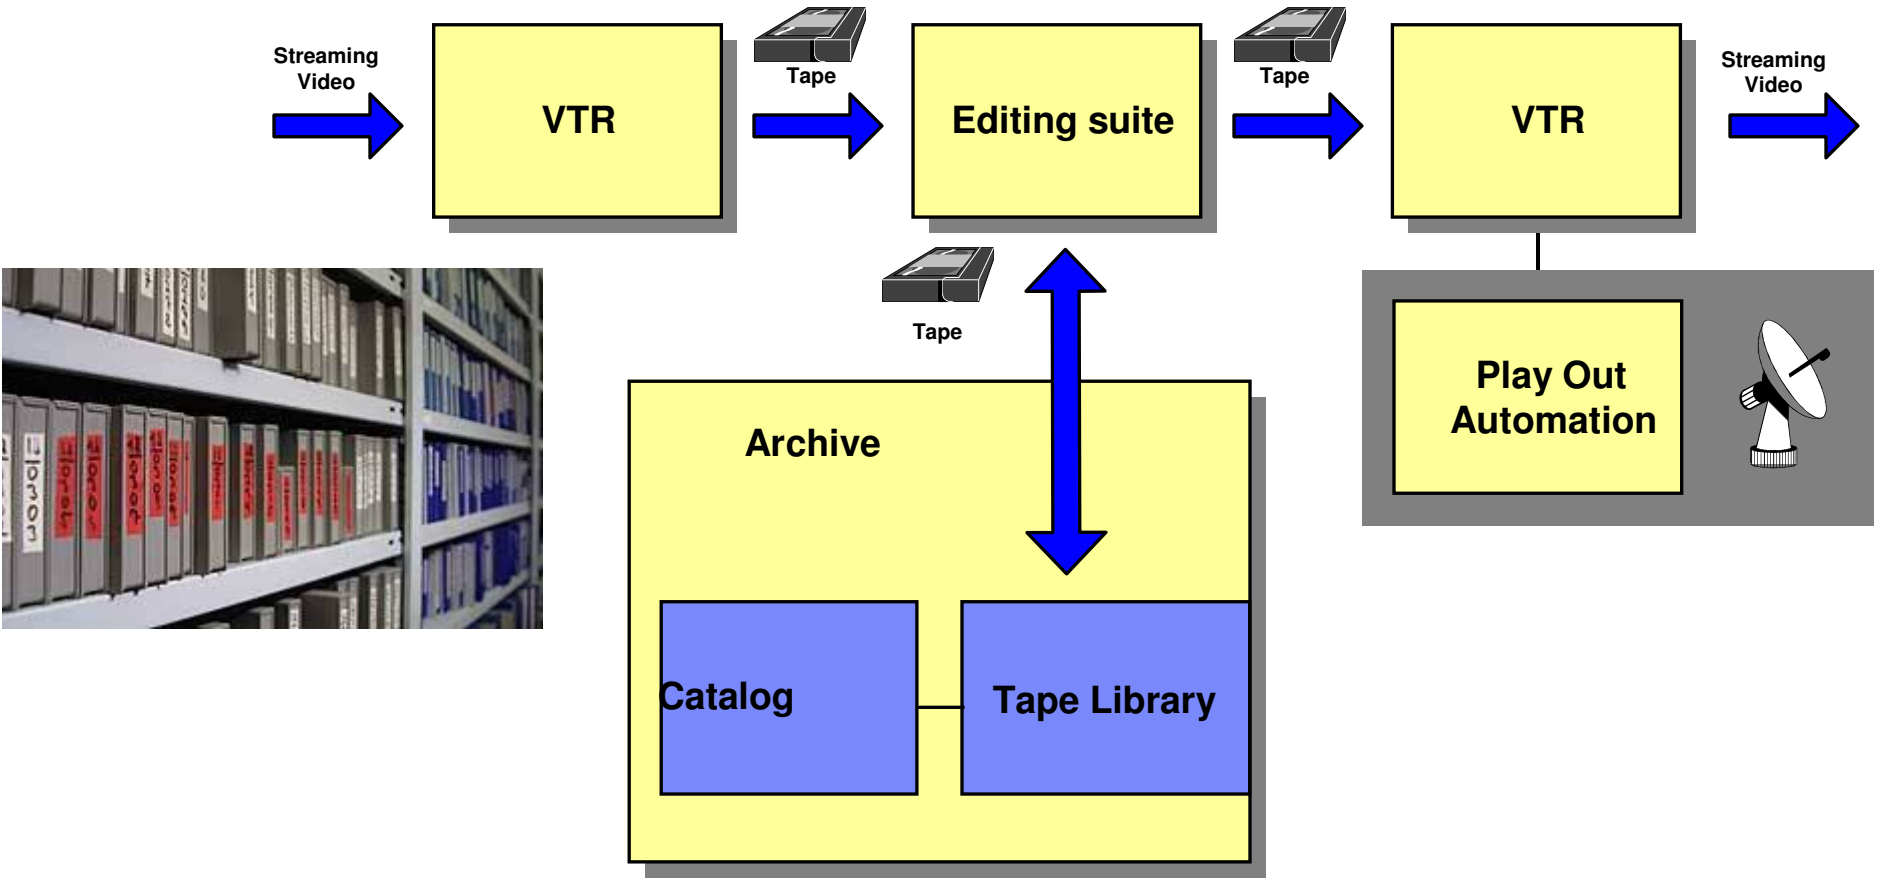 Streaming
Video
VTR
Tape
Editing suite
Tape
VTR
Streaming
Video
Tape
Archive
Catalog
Tape Library
Play Out
Automation